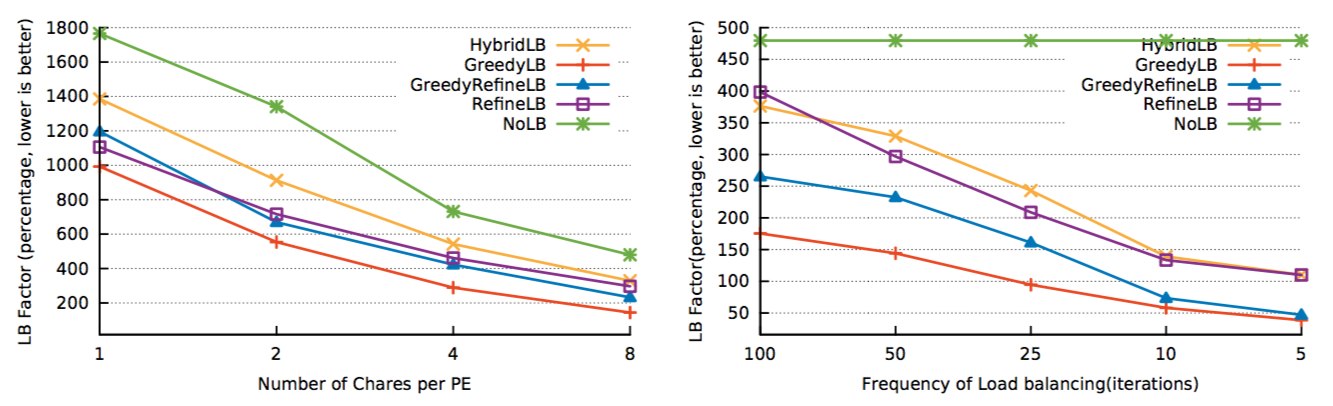 LB Factor (percentage, lower is better)
1800
1600
1400
1200
1000
800
600
400
200
HybridLB
GreedyLB
GreedyRefineLB
RefineLB
NoLB
1 2 4 8
Number of Chares per PE
LB Factor(percentage, lower is better)
500
450
400
350
300
250
200
150
100
50
HybridLB
GreedyLB
GreedyRefineLB
RefineLB
NoLB
100 50 25 10 5
Frequency of Load balancing(iterations)